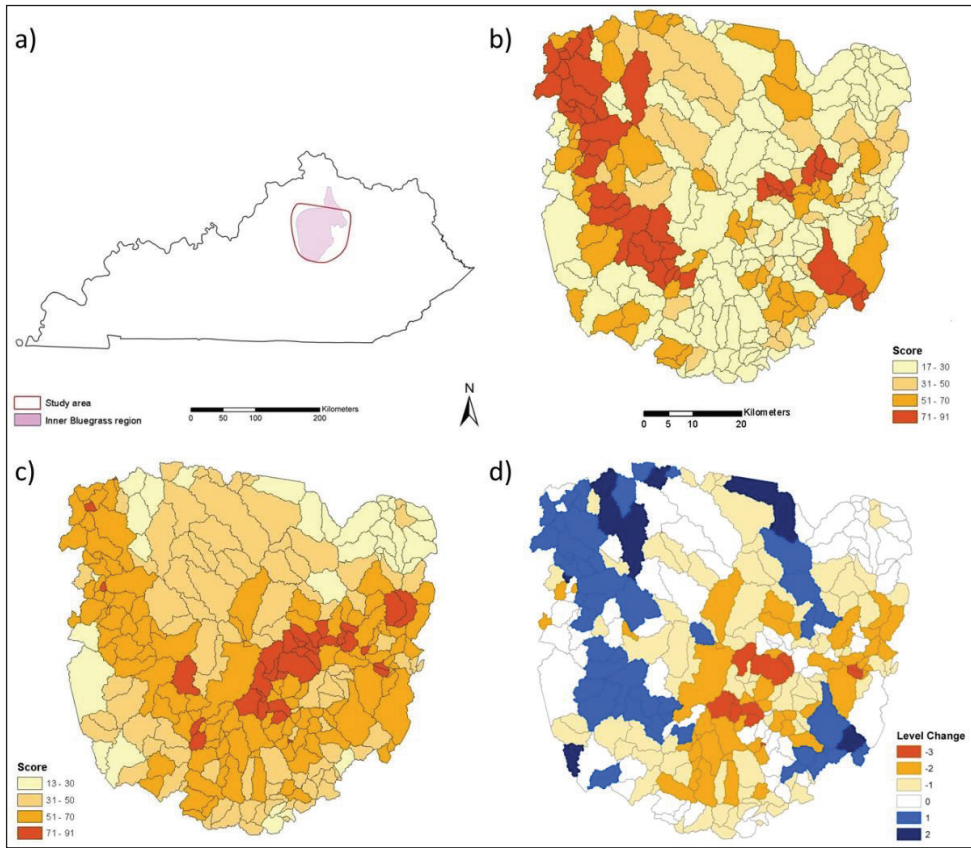 a)
Study area
Inner Bluegrass region
Kilometers
0 50 100 200
N
b)
Score
17 - 30
31 - 50
51 - 70
71 - 91
Kilometers
0 5 10 20
c)
Score
13 - 30
31 - 50
51 - 70
71 - 91
d)
Level Change
-3
-2
-1
0
1
2